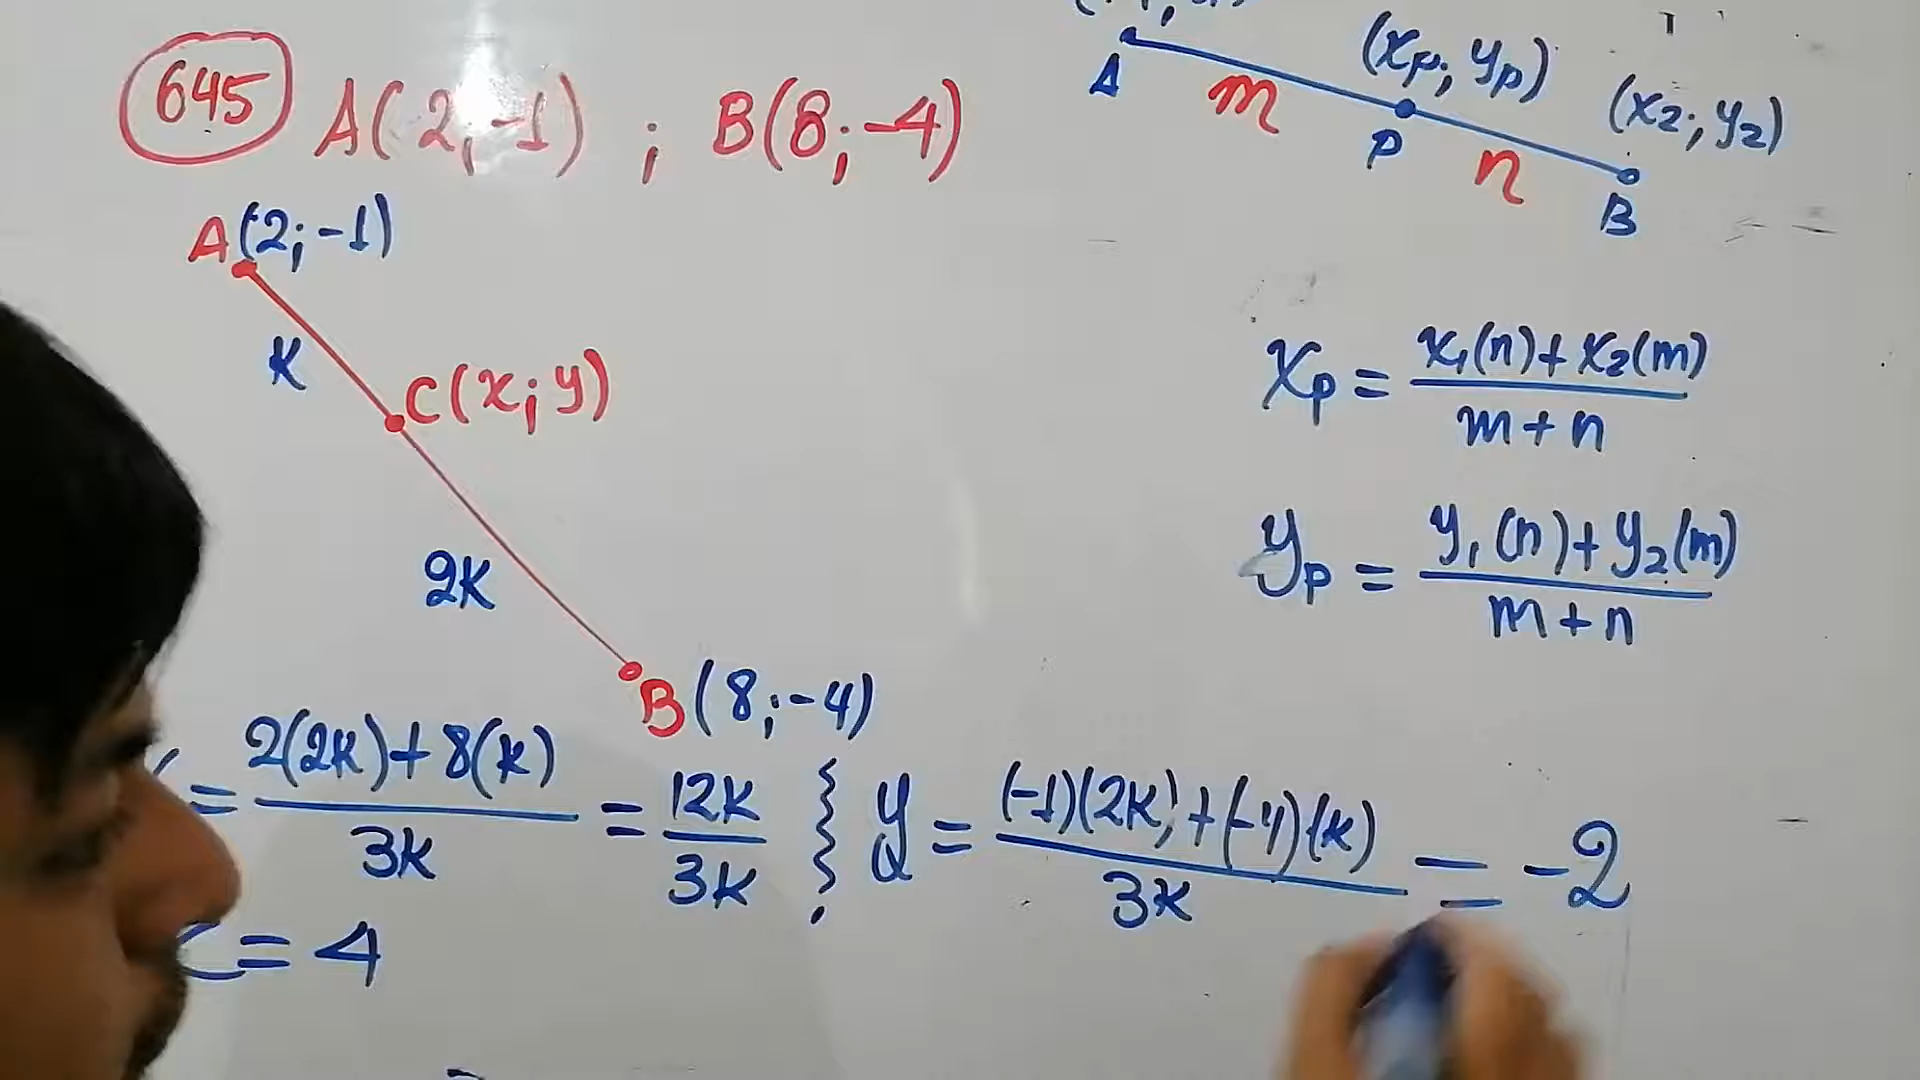 645 A(2;-1) ; B(8;-4)
A(2;-1)
K
C(x;y)
2K
B(8;-4)
= 2(2K)+8(K) / 3K = 12K / 3K
= 4
y = (-1)(2K)+(-4)(K) / 3K = -2
A m (xp; yp) P n (x2; y2) B
xp = x1(n)+x2(m) / m+n
yp = y1(n)+y2(m) / m+n